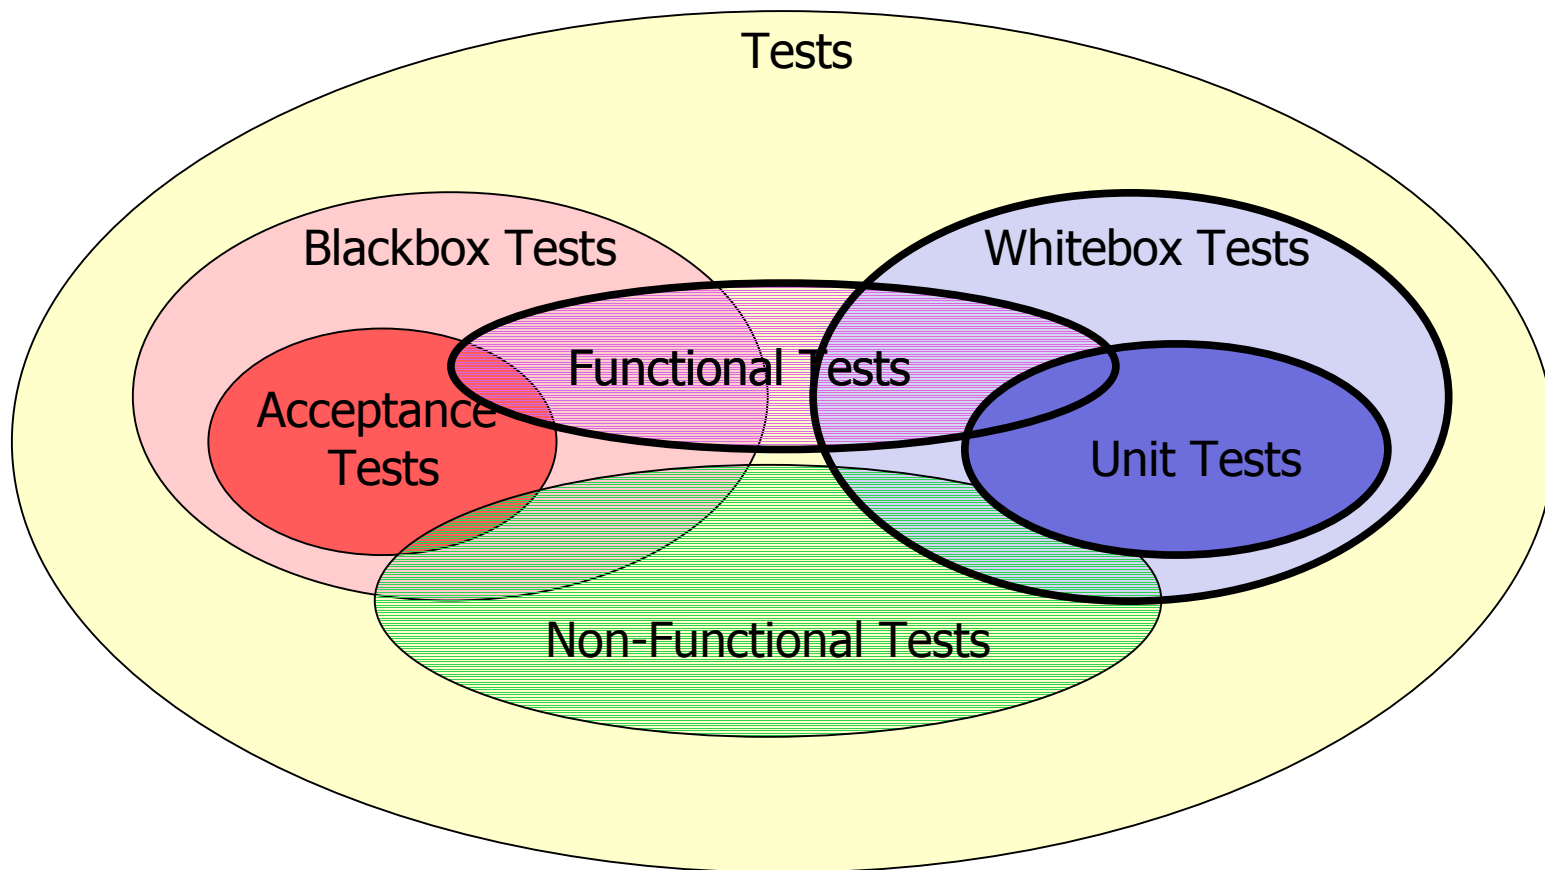 Tests
Blackbox Tests
Whitebox Tests
Functional Tests
Acceptance
Tests
Unit Tests
Non-Functional Tests